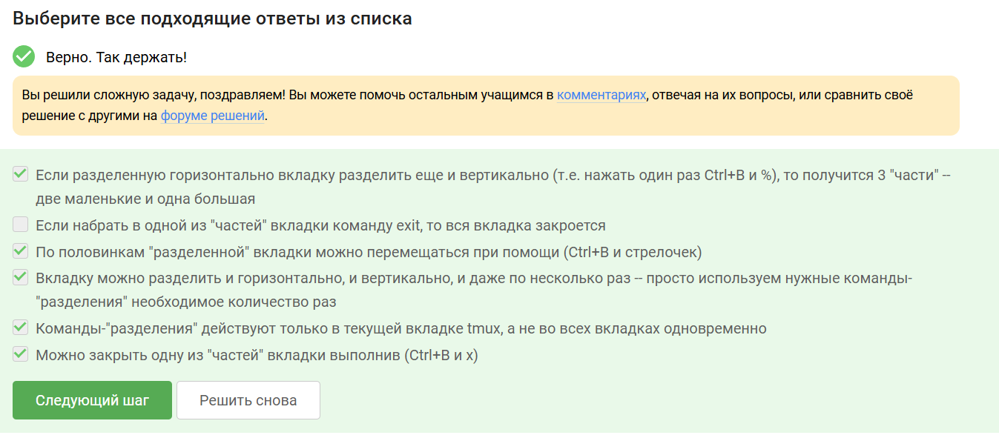 Выберите все подходящие ответы из списка
Верно. Так держать!
Вы решили сложную задачу, поздравляем! Вы можете помочь остальным учащимся в комментариях, отвечая на их вопросы, или сравнить своё
решение с другими на форуме решений.
Если разделенную горизонтально вкладку разделить еще и вертикально (т.е. нажать один раз Ctrl+B и %), то получится 3 "части" --
две маленькие и одна большая
Если набрать в одной из "частей" вкладки команду exit, то вся вкладка закроется
По половинкам "разделенной" вкладки можно перемещаться при помощи (Ctrl+B и стрелочек)
Вкладку можно разделить и горизонтально, и вертикально, и даже по несколько раз -- просто используем нужные команды-
"разделения" необходимое количество раз
Команды-"разделения" действуют только в текущей вкладке tmux, а не во всех вкладках одновременно
Можно закрыть одну из "частей" вкладки выполнив (Ctrl+B и x)
Следующий шаг
Решить снова